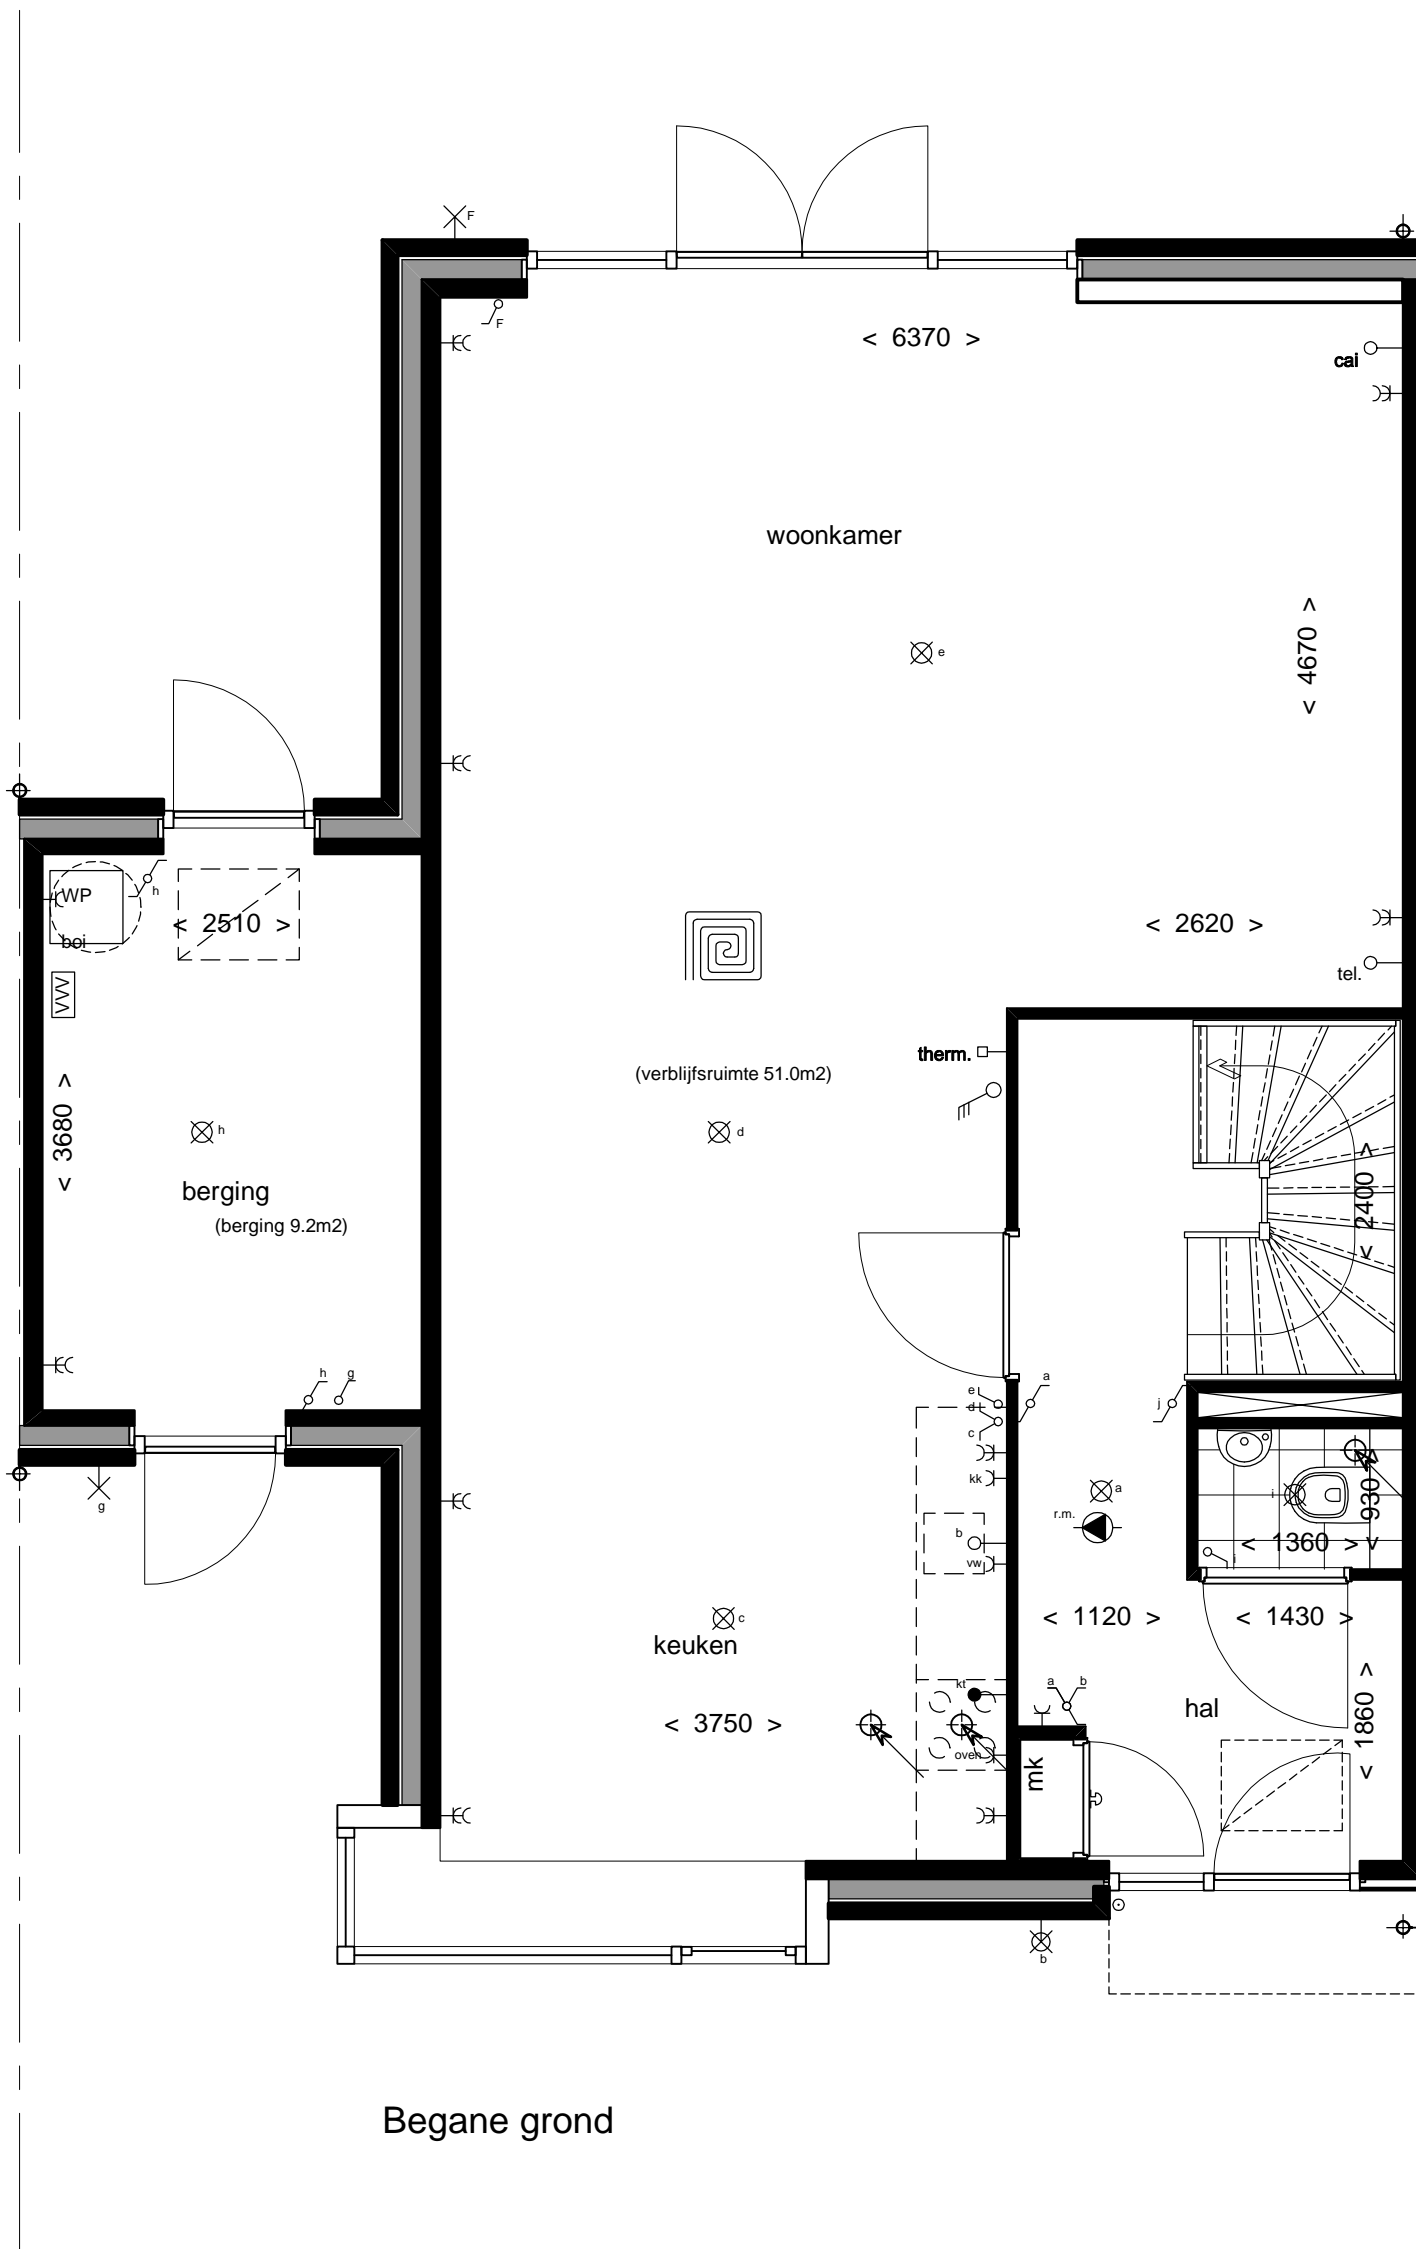 F
F
< 6370 >
cai
woonkamer
e
< 4670 >
WP
h
boi
< 2510 >
< 2620 >
tel.
VVV
therm.
(verblijfsruimte 51.0m2)
< 3680 >
h
d
berging
(berging 9.2m2)
< 2400 >
h
g
e
d
c
a
j
kk
g
a
i
< 930 >
r.m.
b
vw
< 1360 >
i
c
keuken
< 1120 >
< 1430 >
kt
a
b
hal
< 3750 >
< 1860 >
oven
mk
b
Begane grond